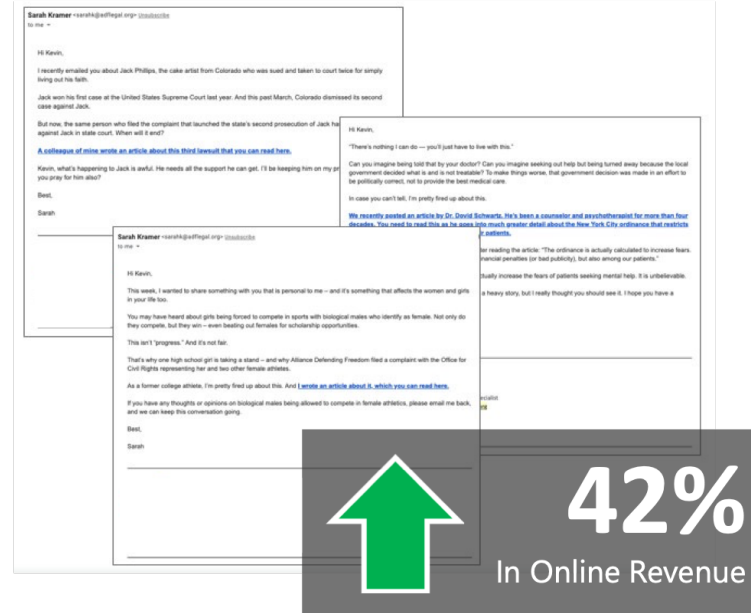 Sarah Kramer <sarahk@adflegal.org> Unsubscribe
to me
Hi Kevin,
I recently emailed you about Jack Phillips, the cake artist from Colorado who was sued and taken to court twice for simply
living out his faith.
Jack won his first case at the United States Supreme Court last year. And this past March, Colorado dismissed its second
case against Jack.
But now, the same person who filed the complaint that launched the state's second prosecution of Jack ha
against Jack in state court. When will it end?
A colleague of mine wrote an article about this third lawsuit that you can read here.
Kevin, what's happening to Jack is awful. He needs all the support he can get. I'll be keeping him on my pr
you pray for him also?
Best,
Sarah
Hi Kevin,
"There's nothing I can do — you'll just have to live with this."
Can you imagine being told that by your doctor? Can you imagine seeking out help but being turned away because the local
government decided what is and is not treatable? To make things worse, that government decision was made in an effort to
be politically correct, not to provide the best medical care.
In case you can't tell, I'm pretty fired up about this.
We recently posted an article by Dr. Dovid Schwartz. He's been a counselor and psychotherapist for more than four
decades. You need to read this as he goes into much greater detail about the New York City ordinance that restricts
r patients.
ter reading the article: "The ordinance is actually calculated to increase fears.
inancial penalties (or bad publicity), but also among our patients."
ctually increase the fears of patients seeking mental help. It is unbelievable.
a heavy story, but I really thought you should see it. I hope you have a
ecialist
Sarah Kramer <sarahk@adflegal.org> Unsubscribe
to me
Hi Kevin,
This week, I wanted to share something with you that is personal to me – and it's something that affects the women and girls
in your life too.
You may have heard about girls being forced to compete in sports with biological males who identify as female. Not only do
they compete, but they win – even beating out females for scholarship opportunities.
This isn't "progress." And it's not fair.
That's why one high school girl is taking a stand – and why Alliance Defending Freedom filed a complaint with the Office for
Civil Rights representing her and two other female athletes.
As a former college athlete, I'm pretty fired up about this. And I wrote an article about it, which you can read here.
If you have any thoughts or opinions on biological males being allowed to compete in female athletics, please email me back,
and we can keep this conversation going.
Best,
Sarah
42%
In Online Revenue